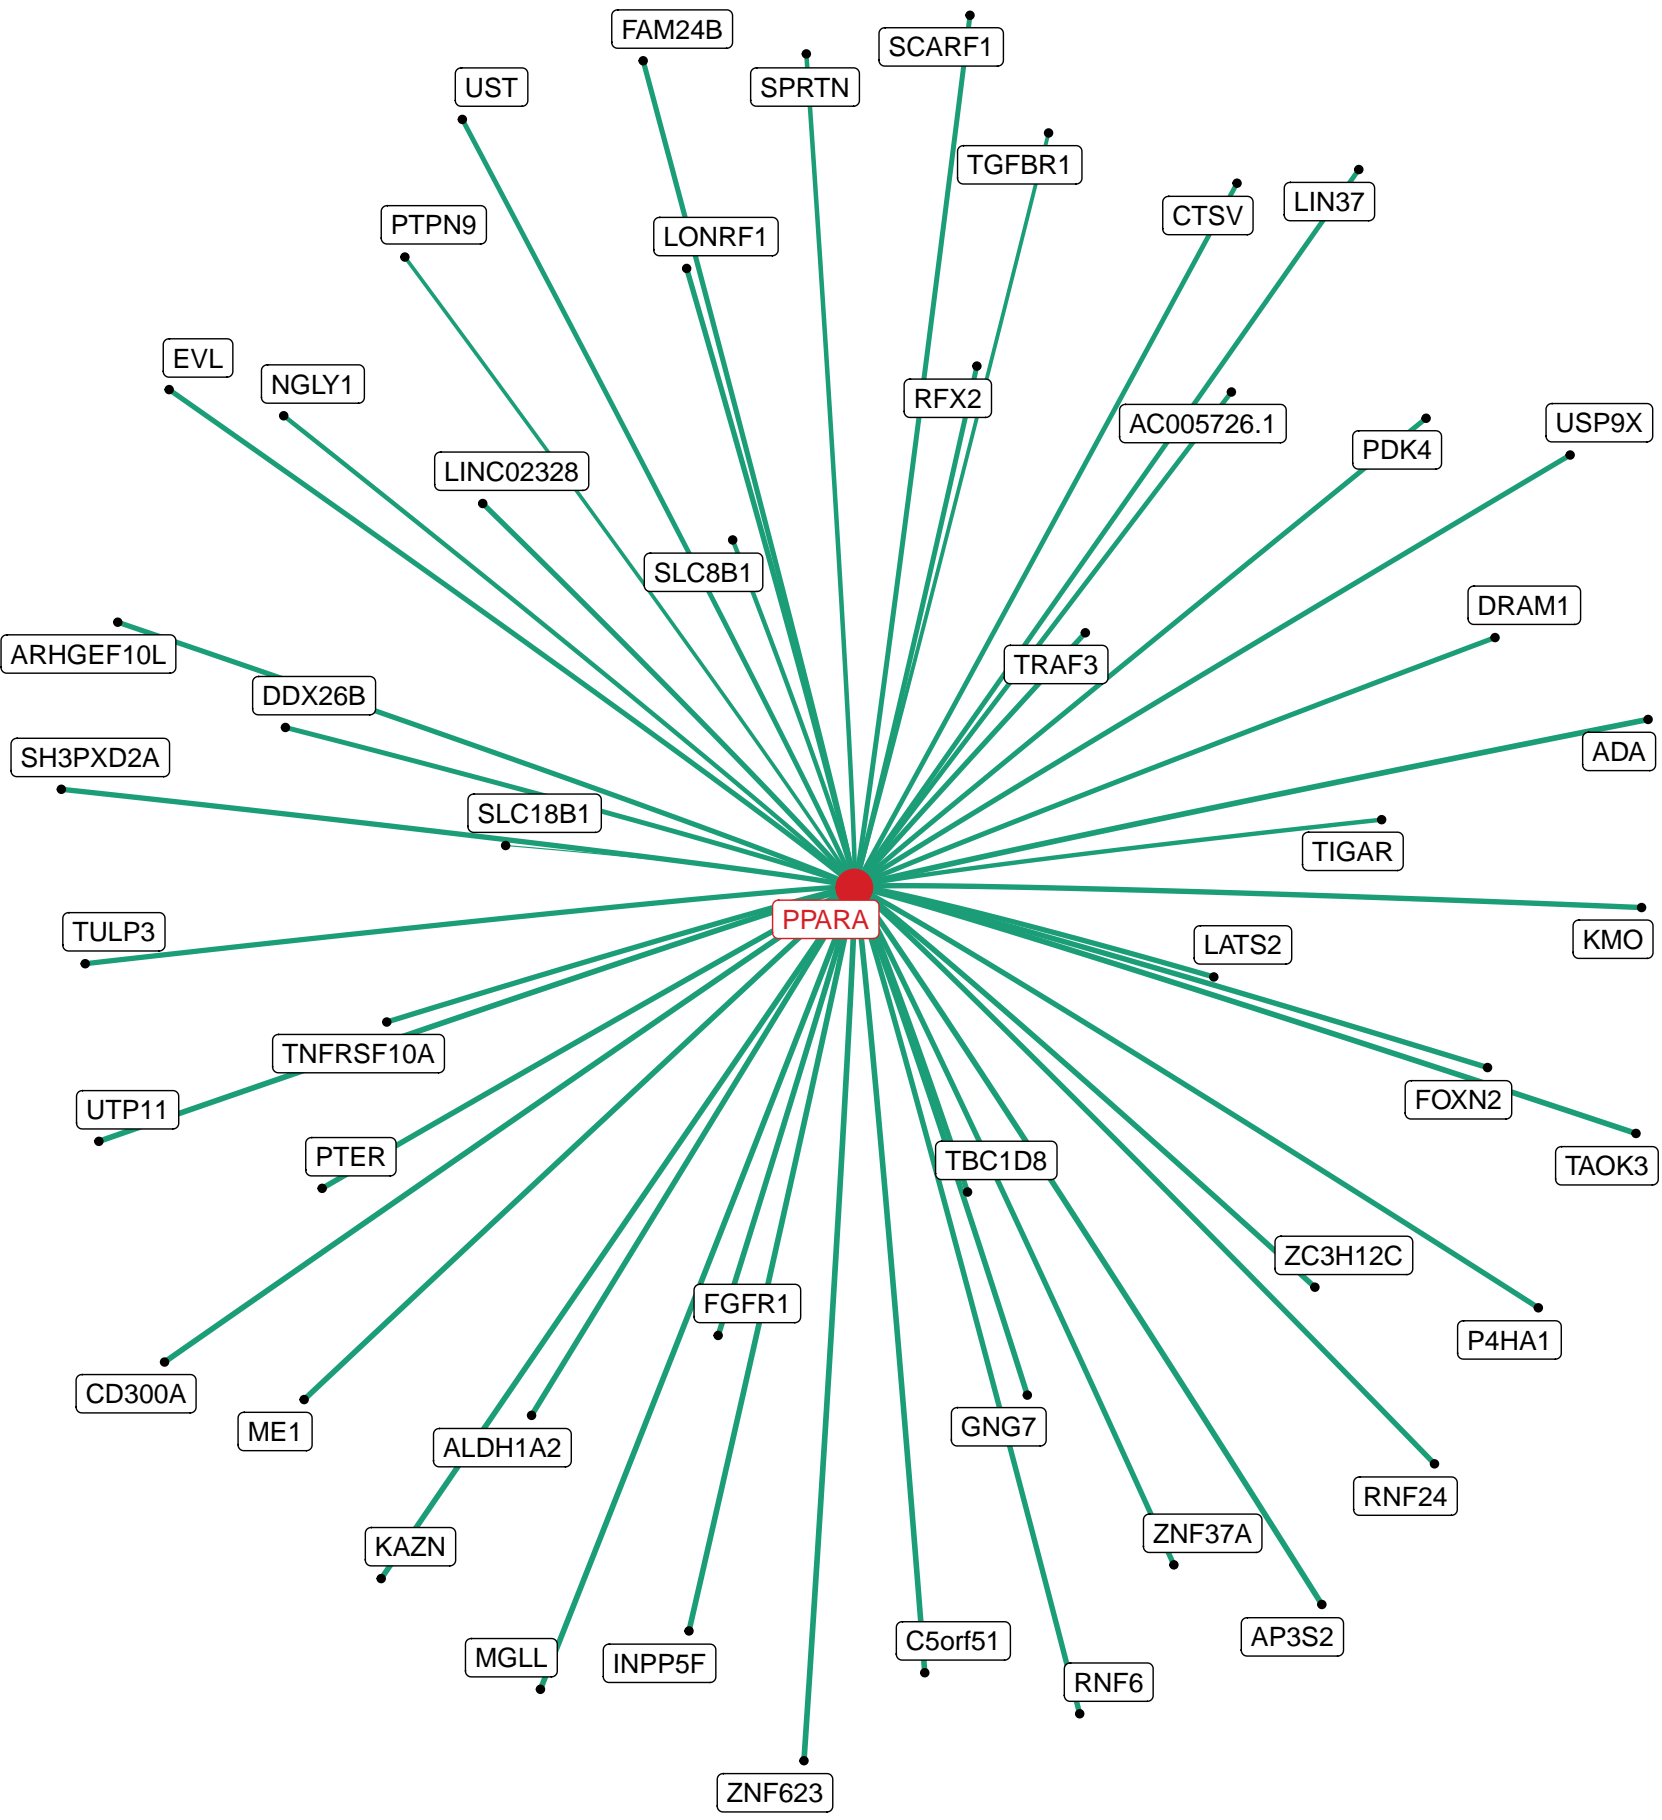 FAM24B
SCARF1
UST
SPRTN
TGFBR1
LIN37
CTSV
PTPN9
LONRF1
EVL
NGLY1
RFX2
AC005726.1
USP9X
PDK4
LINC02328
SLC8B1
DRAM1
ARHGEF10L
TRAF3
DDX26B
SH3PXD2A
ADA
SLC18B1
TIGAR
PPARA
TULP3
LATS2
KMO
TNFRSF10A
UTP11
FOXN2
PTER
TBC1D8
TAOK3
ZC3H12C
FGFR1
P4HA1
CD300A
ME1
GNG7
ALDH1A2
RNF24
ZNF37A
KAZN
AP3S2
C5orf51
MGLL
INPP5F
RNF6
ZNF623